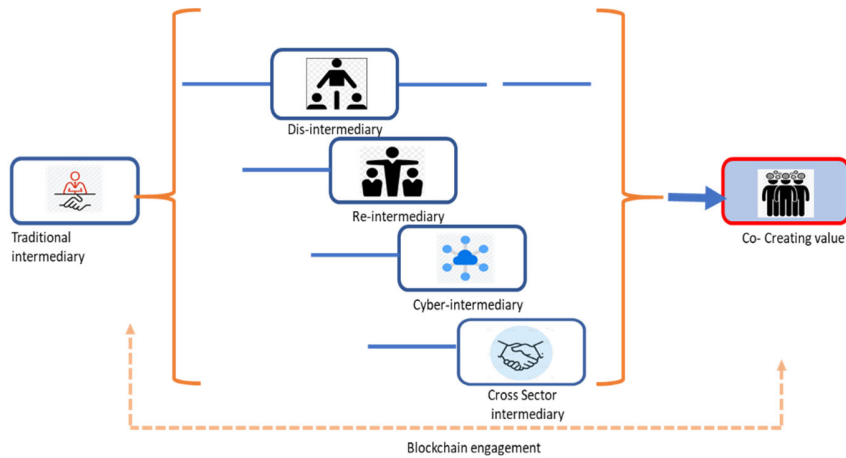 Dis-intermediary
Re-intermediary
Traditional
intermediary
Co- Creating value
Cyber-intermediary
Cross Sector
intermediary
Blockchain engagement